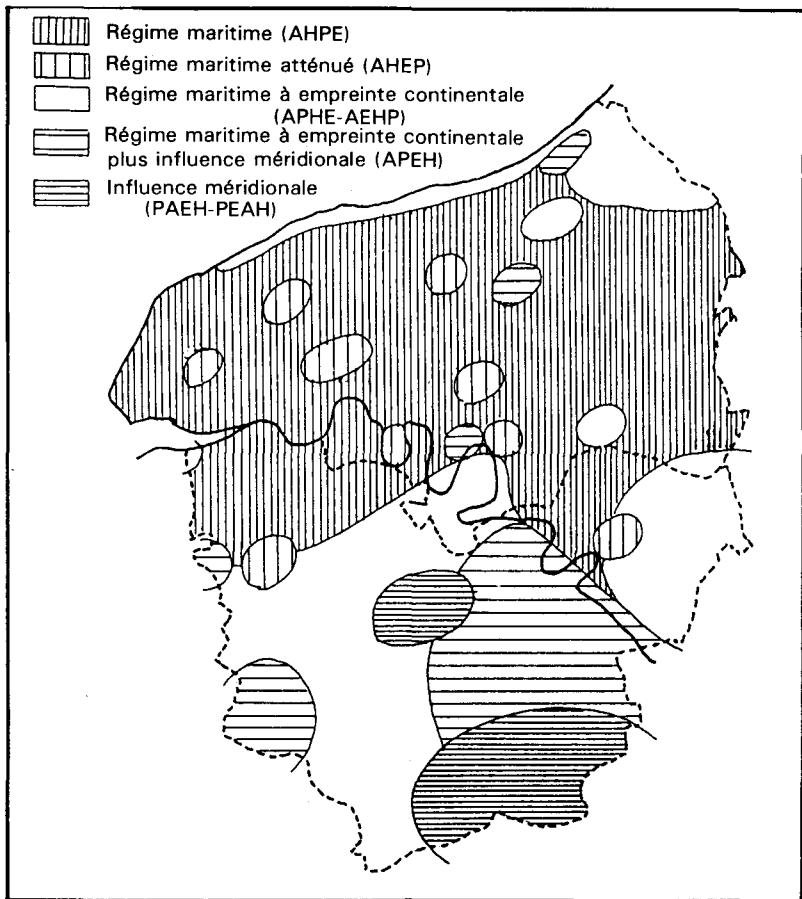 Régime maritime (AHPE)
Régime maritime atténué (AHEP)
Régime maritime à empreinte continentale
(APHE-AEHP)
Régime maritime à empreinte continentale
plus influence méridionale (APEH)
Influence méridionale
(PAEH-PEAH)